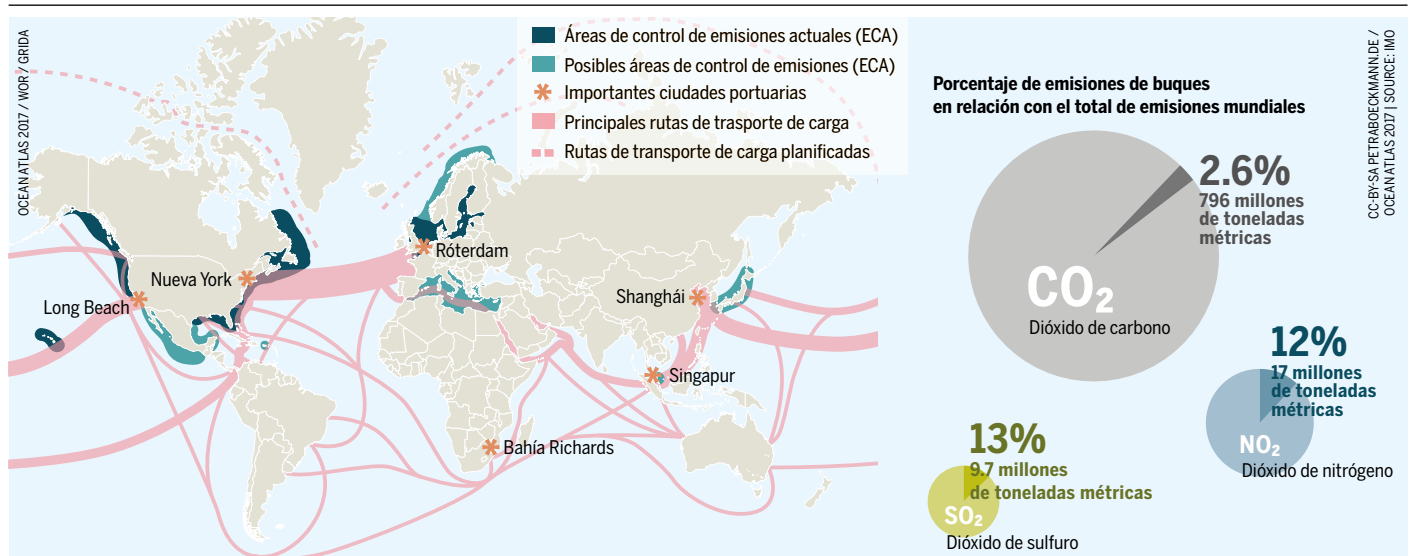 OCEAN ATLAS 2017 / WOR / GRIDA
Áreas de control de emisiones actuales (ECA)
Posibles áreas de control de emisiones (ECA)
Importantes ciudades portuarias
Principales rutas de trasporte de carga
Rutas de transporte de carga planificadas
Róterdam
Nueva York
Long Beach
Shanghái
Singapur
Bahía Richards
Porcentaje de emisiones de buques
en relación con el total de emisiones mundiales
2.6%
796 millones
de toneladas
métricas
CO₂
Dióxido de carbono
12%
17 millones
de toneladas
métricas
NO₂
Dióxido de nitrógeno
13%
9.7 millones
de toneladas métricas
SO₂
Dióxido de sulfuro
CC-BY-SA PETRABOECKMANN.DE /
OCEAN ATLAS 2017 | SOURCE: IMO